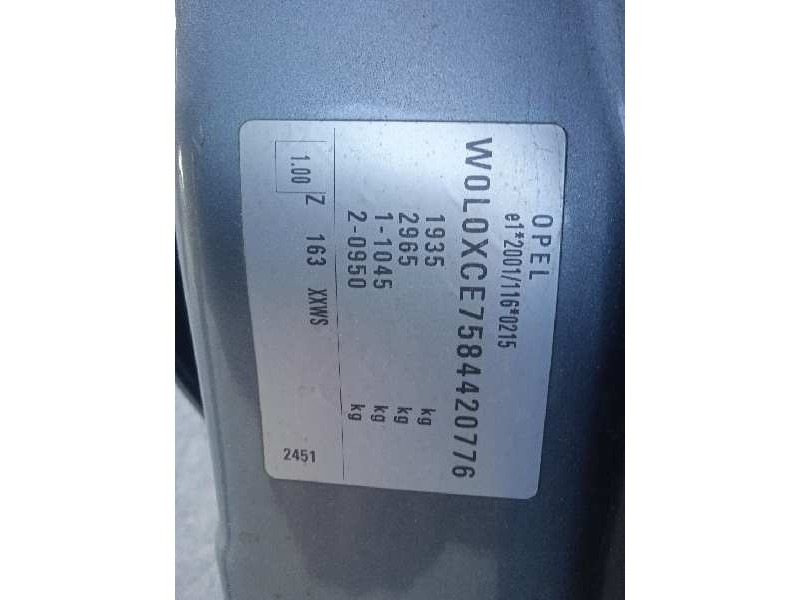 OPEL
e1*2001/116*0215
W0L0XCE7584420776
1935 kg
2965 kg
1-1045 kg
2-0950 kg
1.00 Z 163 XXWS
2451